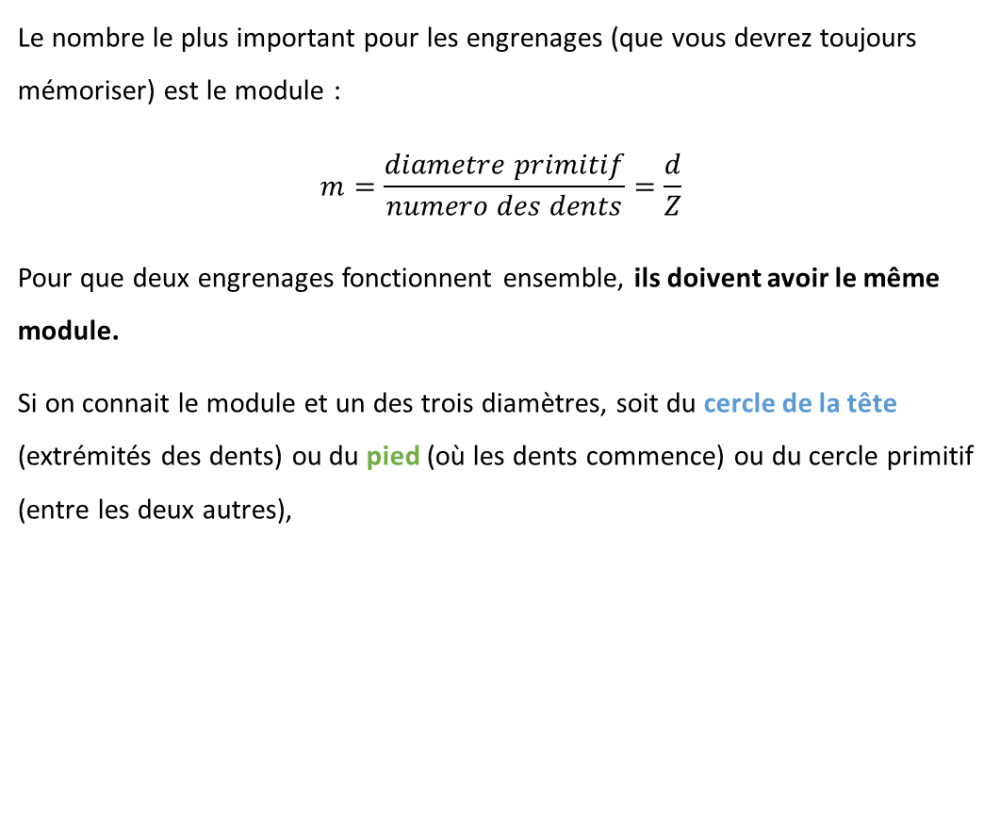 Le nombre le plus important pour les engrenages (que vous devrez toujours
mémoriser) est le module :
m = diametre primitif / numero des dents = d / Z
Pour que deux engrenages fonctionnent ensemble, ils doivent avoir le même
module.
Si on connait le module et un des trois diamètres, soit du cercle de la tête
(extrémités des dents) ou du pied (où les dents commence) ou du cercle primitif
(entre les deux autres),